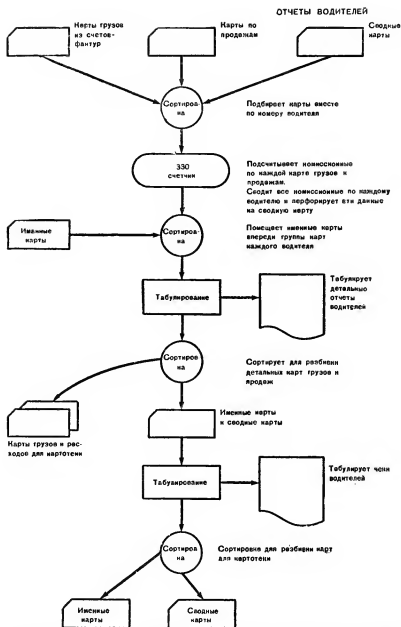 ОТЧЕТЫ ВОДИТЕЛЕЙ
Карты грузов
из счетов-
фактур
Карты по
продажам
Сводные
карты
Сортиров-
ка
Подбирает карты вместе
по номеру водителя
330
счетчик
Подсчитывает комиссионные
по каждой карте грузов и
продажам.
Сводит все комиссионные по каждому
водителю и перфорирует эти данные
на сводную карту
Именные
карты
Сортиров-
ка
Помещает именные карты
впереди группы карт
каждого водителя
Табулирование
Табулирует
детальные
отчеты
водителей
Сортиров
ка
Сортирует для разбивки
детальных карт грузов и
продаж
Карты грузов и рас-
ходов для картотеки
Именные карты
и сводные карты
Табулирование
Табулирует чеки
водителей
Сортиров
ка
Сортировка для разбивки карт
для картотеки
Именные
карты
Сводные
карты